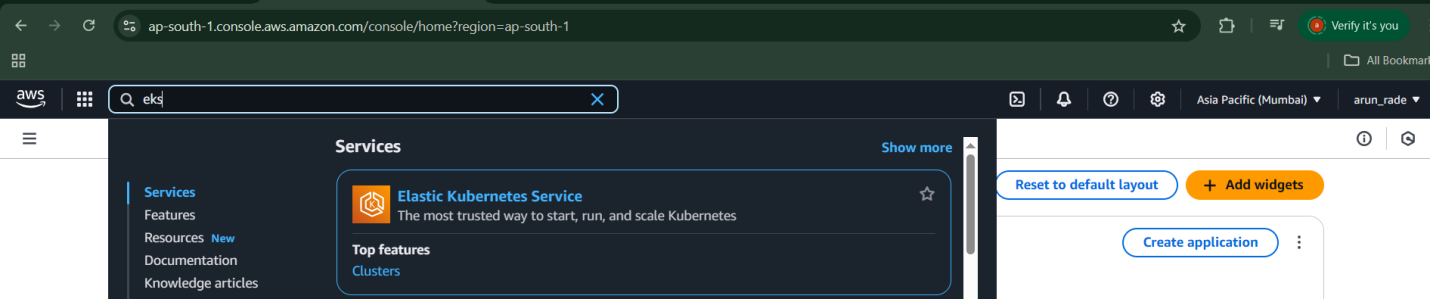 ap-south-1.console.aws.amazon.com/console/home?region=ap-south-1
Verify it's you
All Bookmar
aws
eks
Asia Pacific (Mumbai)
arun_rade
Services
Show more
Services
Features
Resources New
Documentation
Knowledge articles
Elastic Kubernetes Service
The most trusted way to start, run, and scale Kubernetes
Top features
Clusters
Reset to default layout
+ Add widgets
Create application